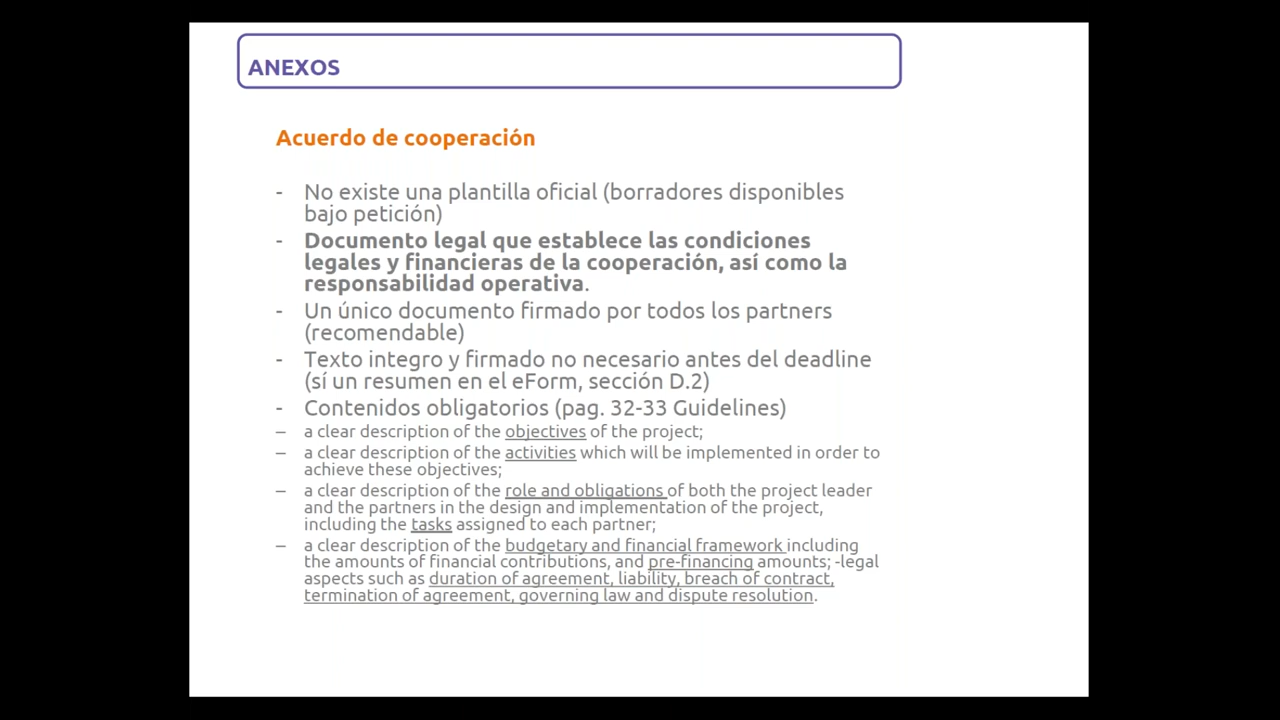 ANEXOS
Acuerdo de cooperación
- No existe una plantilla oficial (borradores disponibles
bajo petición)
- Documento legal que establece las condiciones
legales y financieras de la cooperación, así como la
responsabilidad operativa.
- Un único documento firmado por todos los partners
(recomendable)
- Texto integro y firmado no necesario antes del deadline
(sí un resumen en el eForm, sección D.2)
- Contenidos obligatorios (pag. 32-33 Guidelines)
– a clear description of the objectives of the project;
– a clear description of the activities which will be implemented in order to
achieve these objectives;
– a clear description of the role and obligations of both the project leader
and the partners in the design and implementation of the project,
including the tasks assigned to each partner;
– a clear description of the budgetary and financial framework including
the amounts of financial contributions, and pre-financing amounts; -legal
aspects such as duration of agreement, liability, breach of contract,
termination of agreement, governing law and dispute resolution.